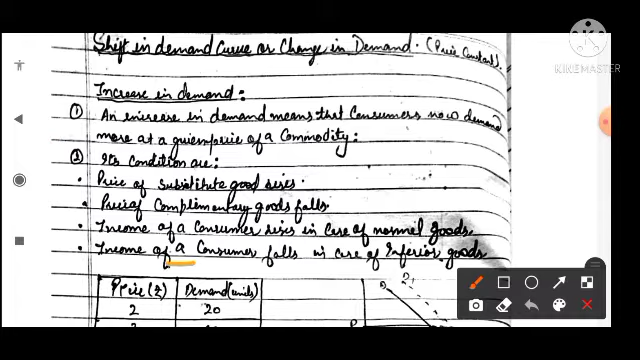 Shift in demand Curve or Change in Demand. (Price Constant).
KINEMASTER
Increase in demand:
① An increase in demand means that Consumers now demand
more at a given price of a Commodity:
② Its Condition are:
• Price of Substitute good rises.
• Price of Complementary goods falls.
• Income of a Consumer rises in Case of normal goods
• Income of a Consumer falls in case of Inferior goods
Price (₹) Demand (units)
2 20